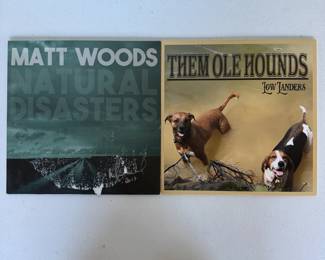 MATT WOODS
NATURAL
DISASTERS
THEM OLE HOUNDS
Low Landers